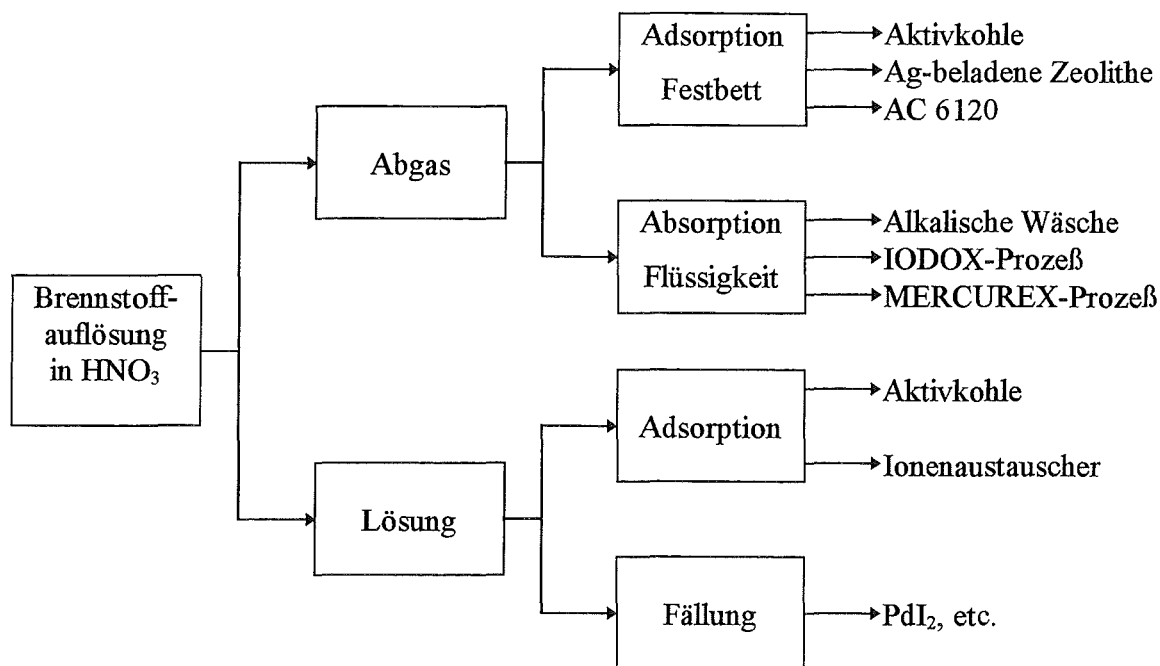 Brennstoff-
auflösung
in HNO₃
Abgas
Lösung
Adsorption
Festbett
Absorption
Flüssigkeit
Adsorption
Fällung
Aktivkohle
Ag-beladene Zeolithe
AC 6120
Alkalische Wäsche
IODOX-Prozeß
MERCUREX-Prozeß
Aktivkohle
Ionenaustauscher
PdI₂, etc.